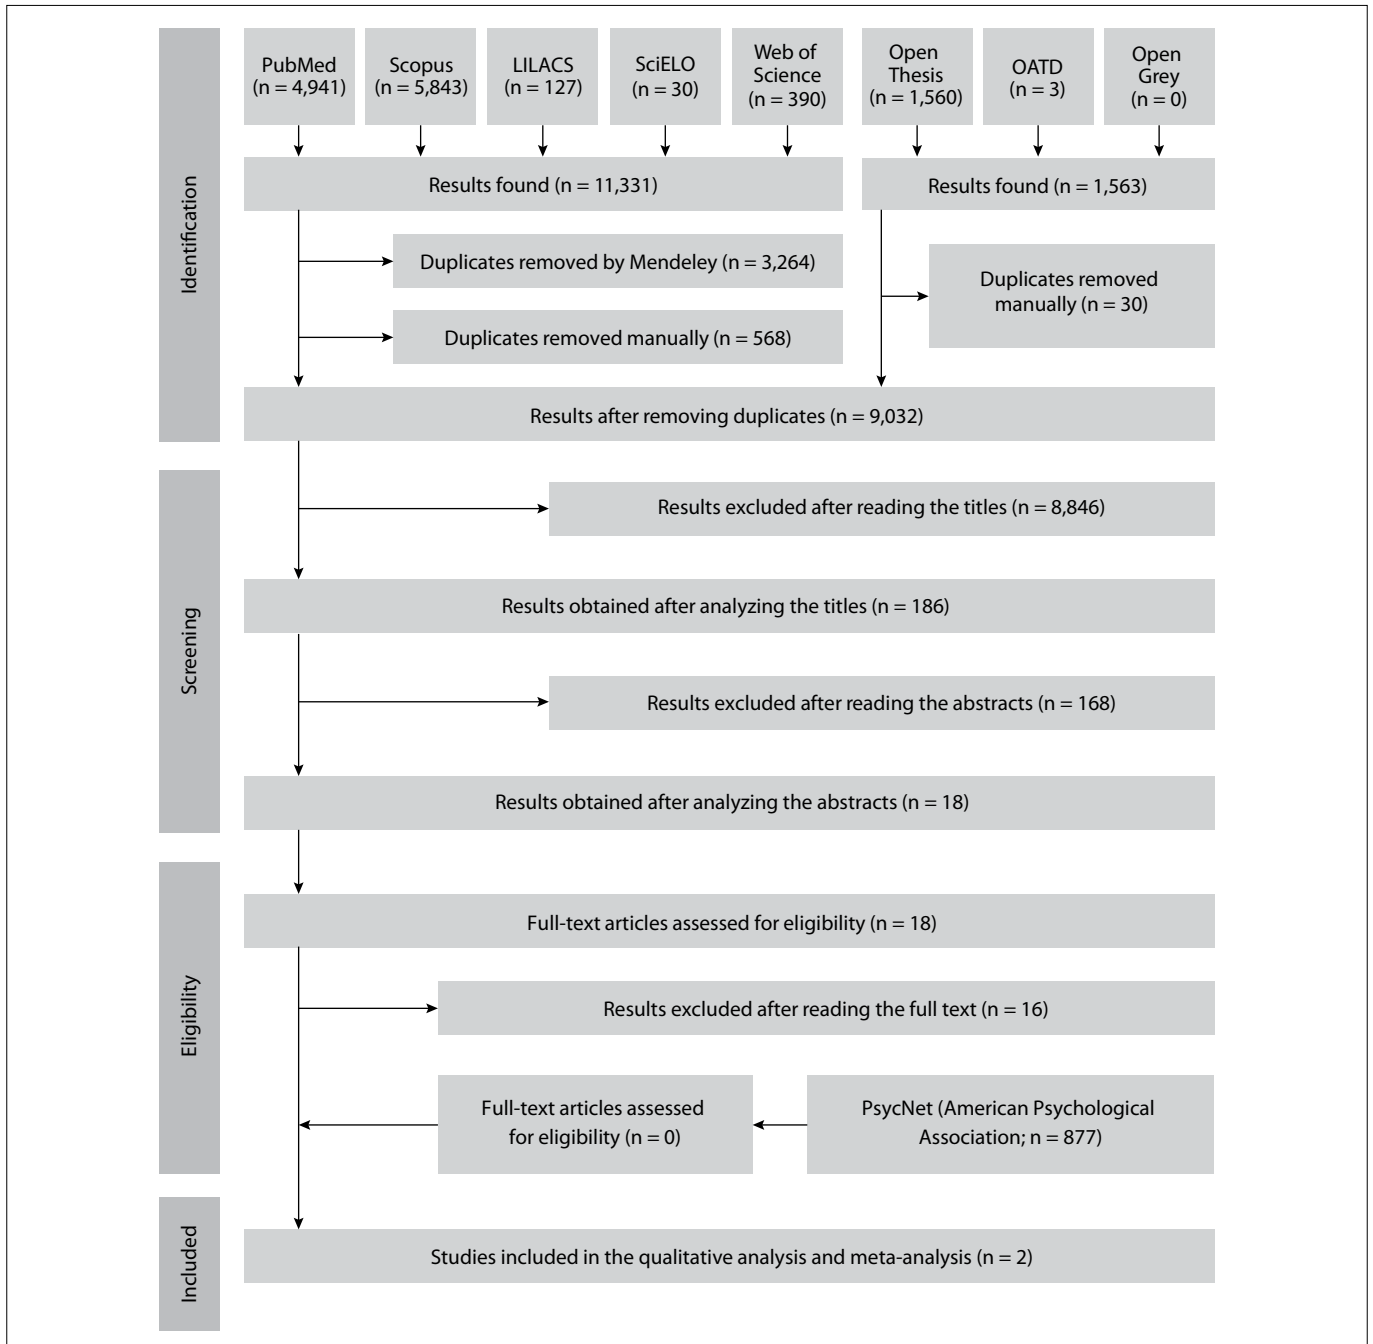 Identification
PubMed
(n = 4,941)
Scopus
(n = 5,843)
LILACS
(n = 127)
SciELO
(n = 30)
Web of
Science
(n = 390)
Open
Thesis
(n = 1,560)
OATD
(n = 3)
Open
Grey
(n = 0)
Results found (n = 11,331)
Results found (n = 1,563)
Duplicates removed by Mendeley (n = 3,264)
Duplicates removed
manually (n = 30)
Duplicates removed manually (n = 568)
Results after removing duplicates (n = 9,032)
Screening
Results excluded after reading the titles (n = 8,846)
Results obtained after analyzing the titles (n = 186)
Results excluded after reading the abstracts (n = 168)
Results obtained after analyzing the abstracts (n = 18)
Eligibility
Full-text articles assessed for eligibility (n = 18)
Results excluded after reading the full text (n = 16)
Full-text articles assessed
for eligibility (n = 0)
PsycNet (American Psychological
Association; n = 877)
Included
Studies included in the qualitative analysis and meta-analysis (n = 2)